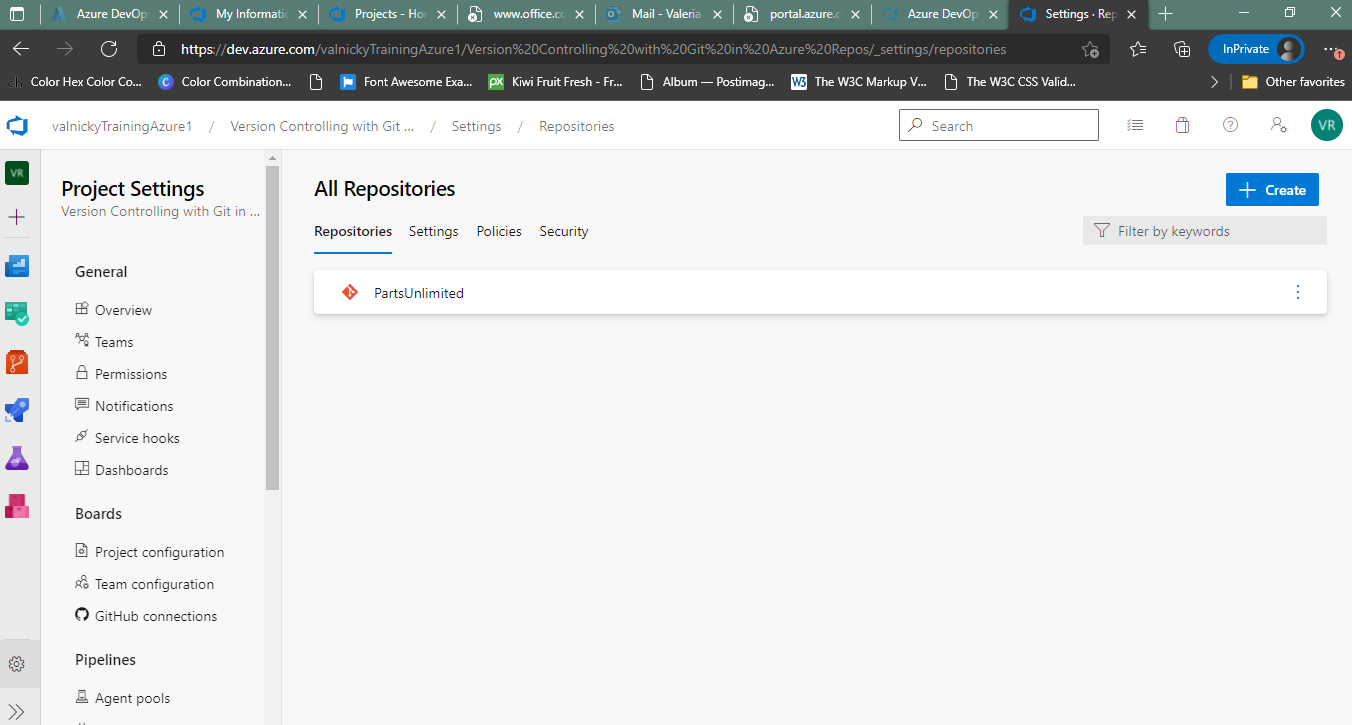 Azure DevOp
My Informati
Projects - Ho
www.office.co
Mail - Valeria
portal.azure.c
Azure DevOp
Settings · Rep
https://dev.azure.com/valnickyTrainingAzure1/Version%20Controlling%20with%20Git%20in%20Azure%20Repos/_settings/repositories
InPrivate
ch Color Hex Color Co...
C Color Combination...
Font Awesome Exa...
px Kiwi Fruit Fresh - Fr...
Album — Postimag...
W3 The W3C Markup V...
The W3C CSS Valid...
Other favorites
valnickyTrainingAzure1 / Version Controlling with Git ... / Settings / Repositories
Search
VR
VR
Project Settings
Version Controlling with Git in ...
General
Overview
Teams
Permissions
Notifications
Service hooks
Dashboards
Boards
Project configuration
Team configuration
GitHub connections
Pipelines
Agent pools
All Repositories
Create
Repositories Settings Policies Security
Filter by keywords
PartsUnlimited